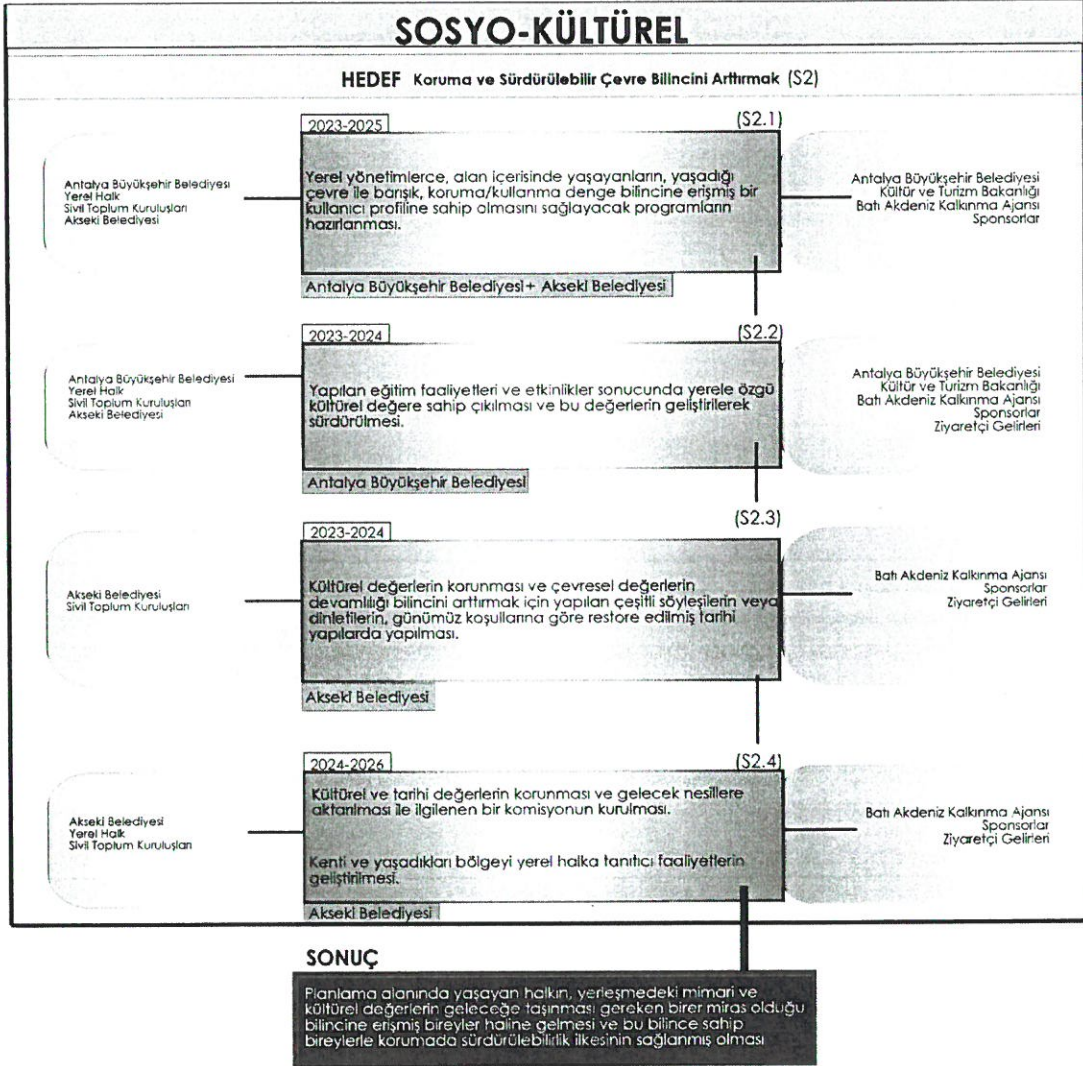 SOSYO-KÜLTÜREL
HEDEF Koruma ve Sürdürülebilir Çevre Bilincini Arttırmak (S2)
2023-2025
(S2.1)
Antalya Büyükşehir Belediyesi
Yerel Halk
Sivil Toplum Kuruluşları
Akseki Belediyesi
Yerel yönetimlerce, alan içerisinde yaşayanların, yaşadığı
çevre ile barışık, koruma/kullanma denge bilincine erişmiş bir
kullanıcı profiline sahip olmasını sağlayacak programların
hazırlanması.
Antalya Büyükşehir Belediyesi
Kültür ve Turizm Bakanlığı
Batı Akdeniz Kalkınma Ajansı
Sponsorlar
Antalya Büyükşehir Belediyesi+ Akseki Belediyesi
2023-2024
(S2.2)
Antalya Büyükşehir Belediyesi
Yerel Halk
Sivil Toplum Kuruluşları
Akseki Belediyesi
Yapılan eğitim faaliyetleri ve etkinlikler sonucunda yerele özgü
kültürel değere sahip çıkılması ve bu değerlerin geliştirilerek
sürdürülmesi.
Antalya Büyükşehir Belediyesi
Kültür ve Turizm Bakanlığı
Batı Akdeniz Kalkınma Ajansı
Sponsorlar
Ziyaretçi Gelirleri
Antalya Büyükşehir Belediyesi
2023-2024
(S2.3)
Akseki Belediyesi
Sivil Toplum Kuruluşları
Kültürel değerlerin korunması ve çevresel değerlerin
devamlılığı bilincini arttırmak için yapılan çeşitli söyleşilerin veya
dinletilerin, günümüz koşullarına göre restore edilmiş tarihi
yapılarda yapılması.
Batı Akdeniz Kalkınma Ajansı
Sponsorlar
Ziyaretçi Gelirleri
Akseki Belediyesi
2024-2026
(S2.4)
Akseki Belediyesi
Yerel Halk
Sivil Toplum Kuruluşları
Kültürel ve tarihi değerlerin korunması ve gelecek nesillere
aktarılması ile ilgilenen bir komisyonun kurulması.
Kenti ve yaşadıkları bölgeyi yerel halka tanıtıcı faaliyetlerin
geliştirilmesi.
Batı Akdeniz Kalkınma Ajansı
Sponsorlar
Ziyaretçi Gelirleri
Akseki Belediyesi
SONUÇ
Planlama alanında yaşayan halkın, yerleşmedeki mimari ve
kültürel değerlerin geleceğe taşınması gereken birer miras olduğu
bilincine erişmiş bireyler haline gelmesi ve bu bilince sahip
bireylerle korumada sürdürülebilirlik ilkesinin sağlanmış olması